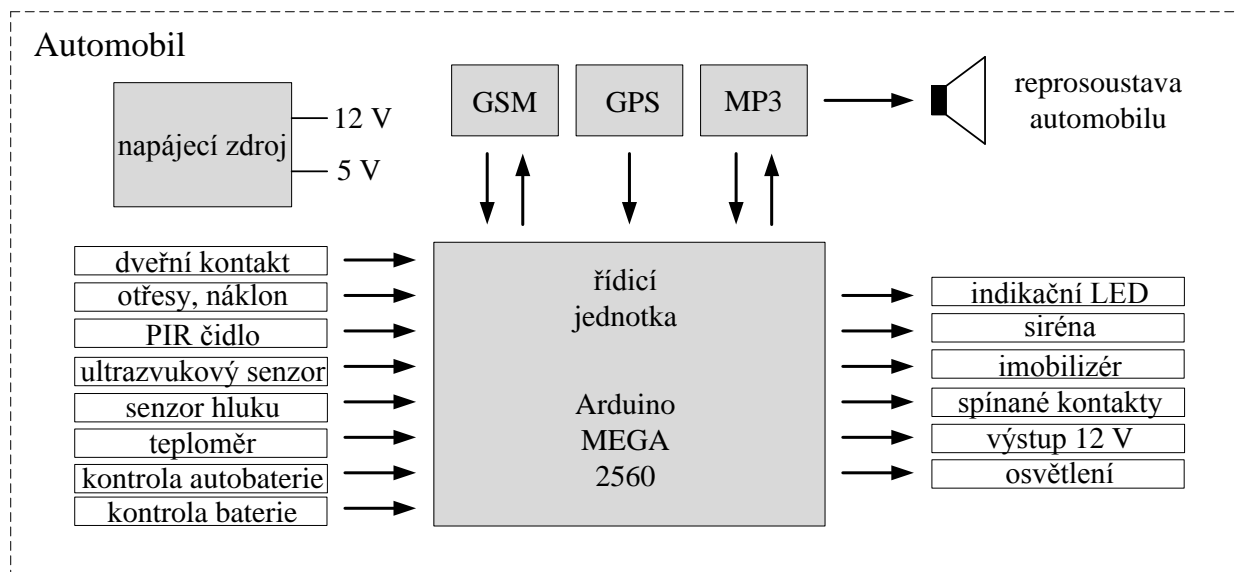 Automobil
napájecí zdroj
12 V
5 V
GSM
GPS
MP3
reprosoustava
automobilu
dveřní kontakt
otřesy, náklon
PIR čidlo
ultrazvukový senzor
senzor hluku
teploměr
kontrola autobaterie
kontrola baterie
řídicí
jednotka
Arduino
MEGA
2560
indikační LED
siréna
imobilizér
spínané kontakty
výstup 12 V
osvětlení